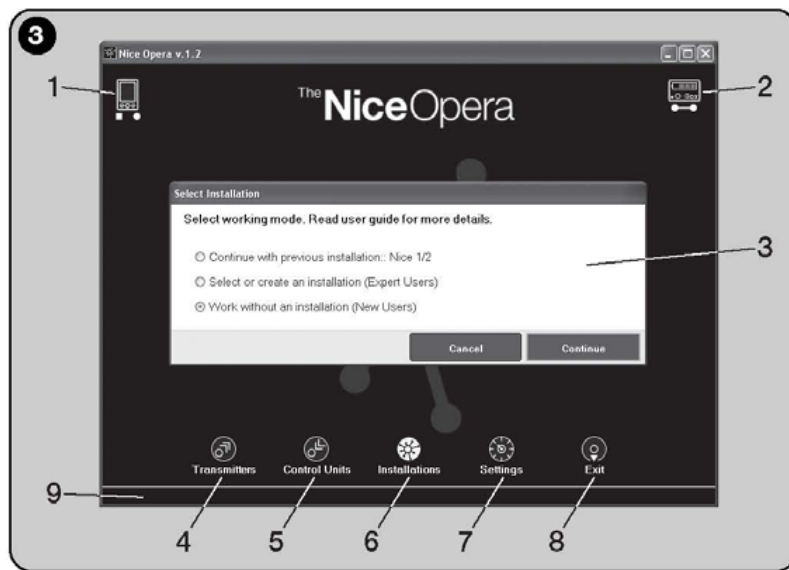 3
Nice Opera v.1.2
1
2
The NiceOpera
Select Installation
Select working mode. Read user guide for more details.
Continue with previous installation:: Nice 1/2
3
Select or create an installation (Expert Users)
Work without an installation (New Users)
Cancel Continue
Transmitters Control Units Installations Settings Exit
9
4 5 6 7 8